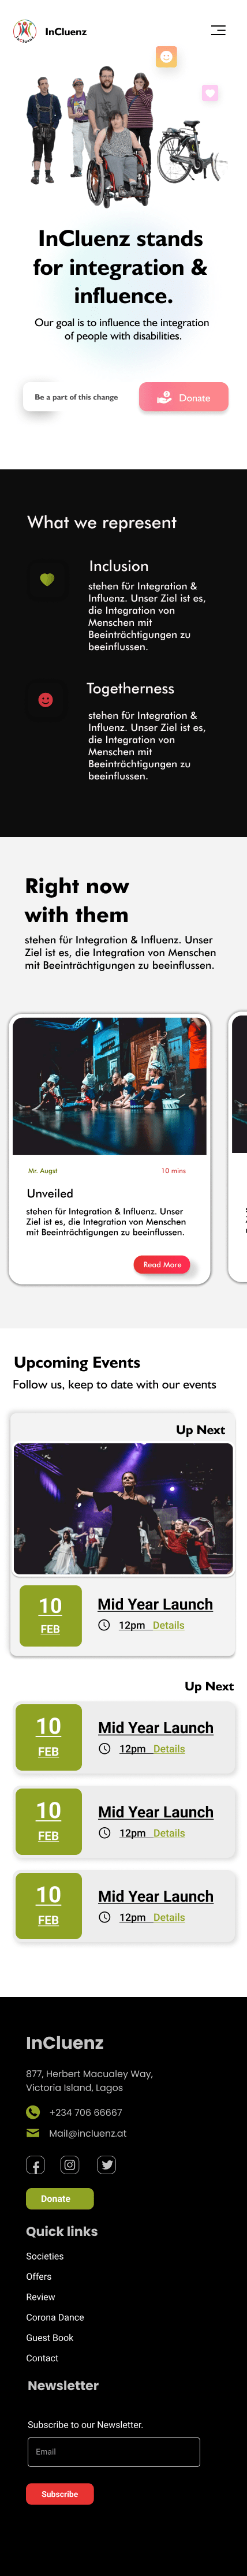 InCluenz
InCluenz stands
for integration &
influence.
Our goal is to influence the integration
of people with disabilities.
Be a part of this change
Donate
What we represent
Inclusion
stehen für Integration &
Influenz. Unser Ziel ist es,
die Integration von
Menschen mit
Beeinträchtigungen zu
beeinflussen.
Togetherness
stehen für Integration &
Influenz. Unser Ziel ist es,
die Integration von
Menschen mit
Beeinträchtigungen zu
beeinflussen.
Right now
with them
stehen für Integration & Influenz. Unser
Ziel ist es, die Integration von Menschen
mit Beeinträchtigungen zu beeinflussen.
Mr. Augst 10 mins
Unveiled
stehen für Integration & Influenz. Unser
Ziel ist es, die Integration von Menschen
mit Beeinträchtigungen zu beeinflussen.
Read More
Upcoming Events
Follow us, keep to date with our events
Up Next
10
FEB
Mid Year Launch
12pm Details
Up Next
10
FEB
Mid Year Launch
12pm Details
10
FEB
Mid Year Launch
12pm Details
10
FEB
Mid Year Launch
12pm Details
InCluenz
877, Herbert Macualey Way,
Victoria Island, Lagos
+234 706 66667
Mail@incluenz.at
Donate
Quick links
Societies
Offers
Review
Corona Dance
Guest Book
Contact
Newsletter
Subscribe to our Newsletter.
Email
Subscribe